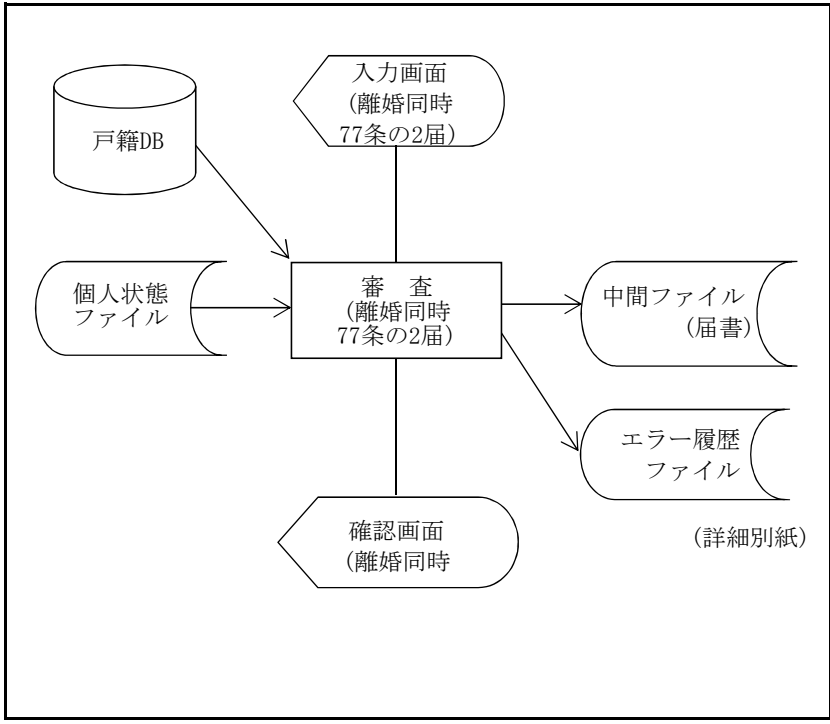 入力画面
(離婚同時
77条の2届)
戸籍DB
個人状態
ファイル
審　査
(離婚同時
77条の2届)
中間ファイル
(届書)
エラー履歴
ファイル
確認画面
(離婚同時
(詳細別紙)